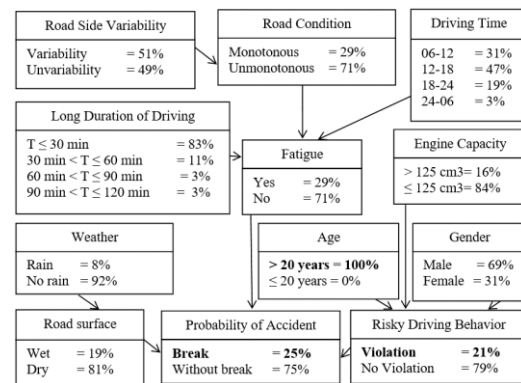 Road Side Variability
Variability = 51%
Unvariability = 49%
Road Condition
Monotonous = 29%
Unmonotonous = 71%
Driving Time
06-12 = 31%
12-18 = 47%
18-24 = 19%
24-06 = 3%
Long Duration of Driving
T ≤ 30 min = 83%
30 min < T ≤ 60 min = 11%
60 min < T ≤ 90 min = 3%
90 min < T ≤ 120 min = 3%
Fatigue
Yes = 29%
No = 71%
Engine Capacity
> 125 cm3= 16%
≤ 125 cm3= 84%
Weather
Rain = 8%
No rain = 92%
Age
> 20 years = 100%
≤ 20 years = 0%
Gender
Male = 69%
Female = 31%
Road surface
Wet = 19%
Dry = 81%
Probability of Accident
Break = 25%
Without break = 75%
Risky Driving Behavior
Violation = 21%
No Violation = 79%